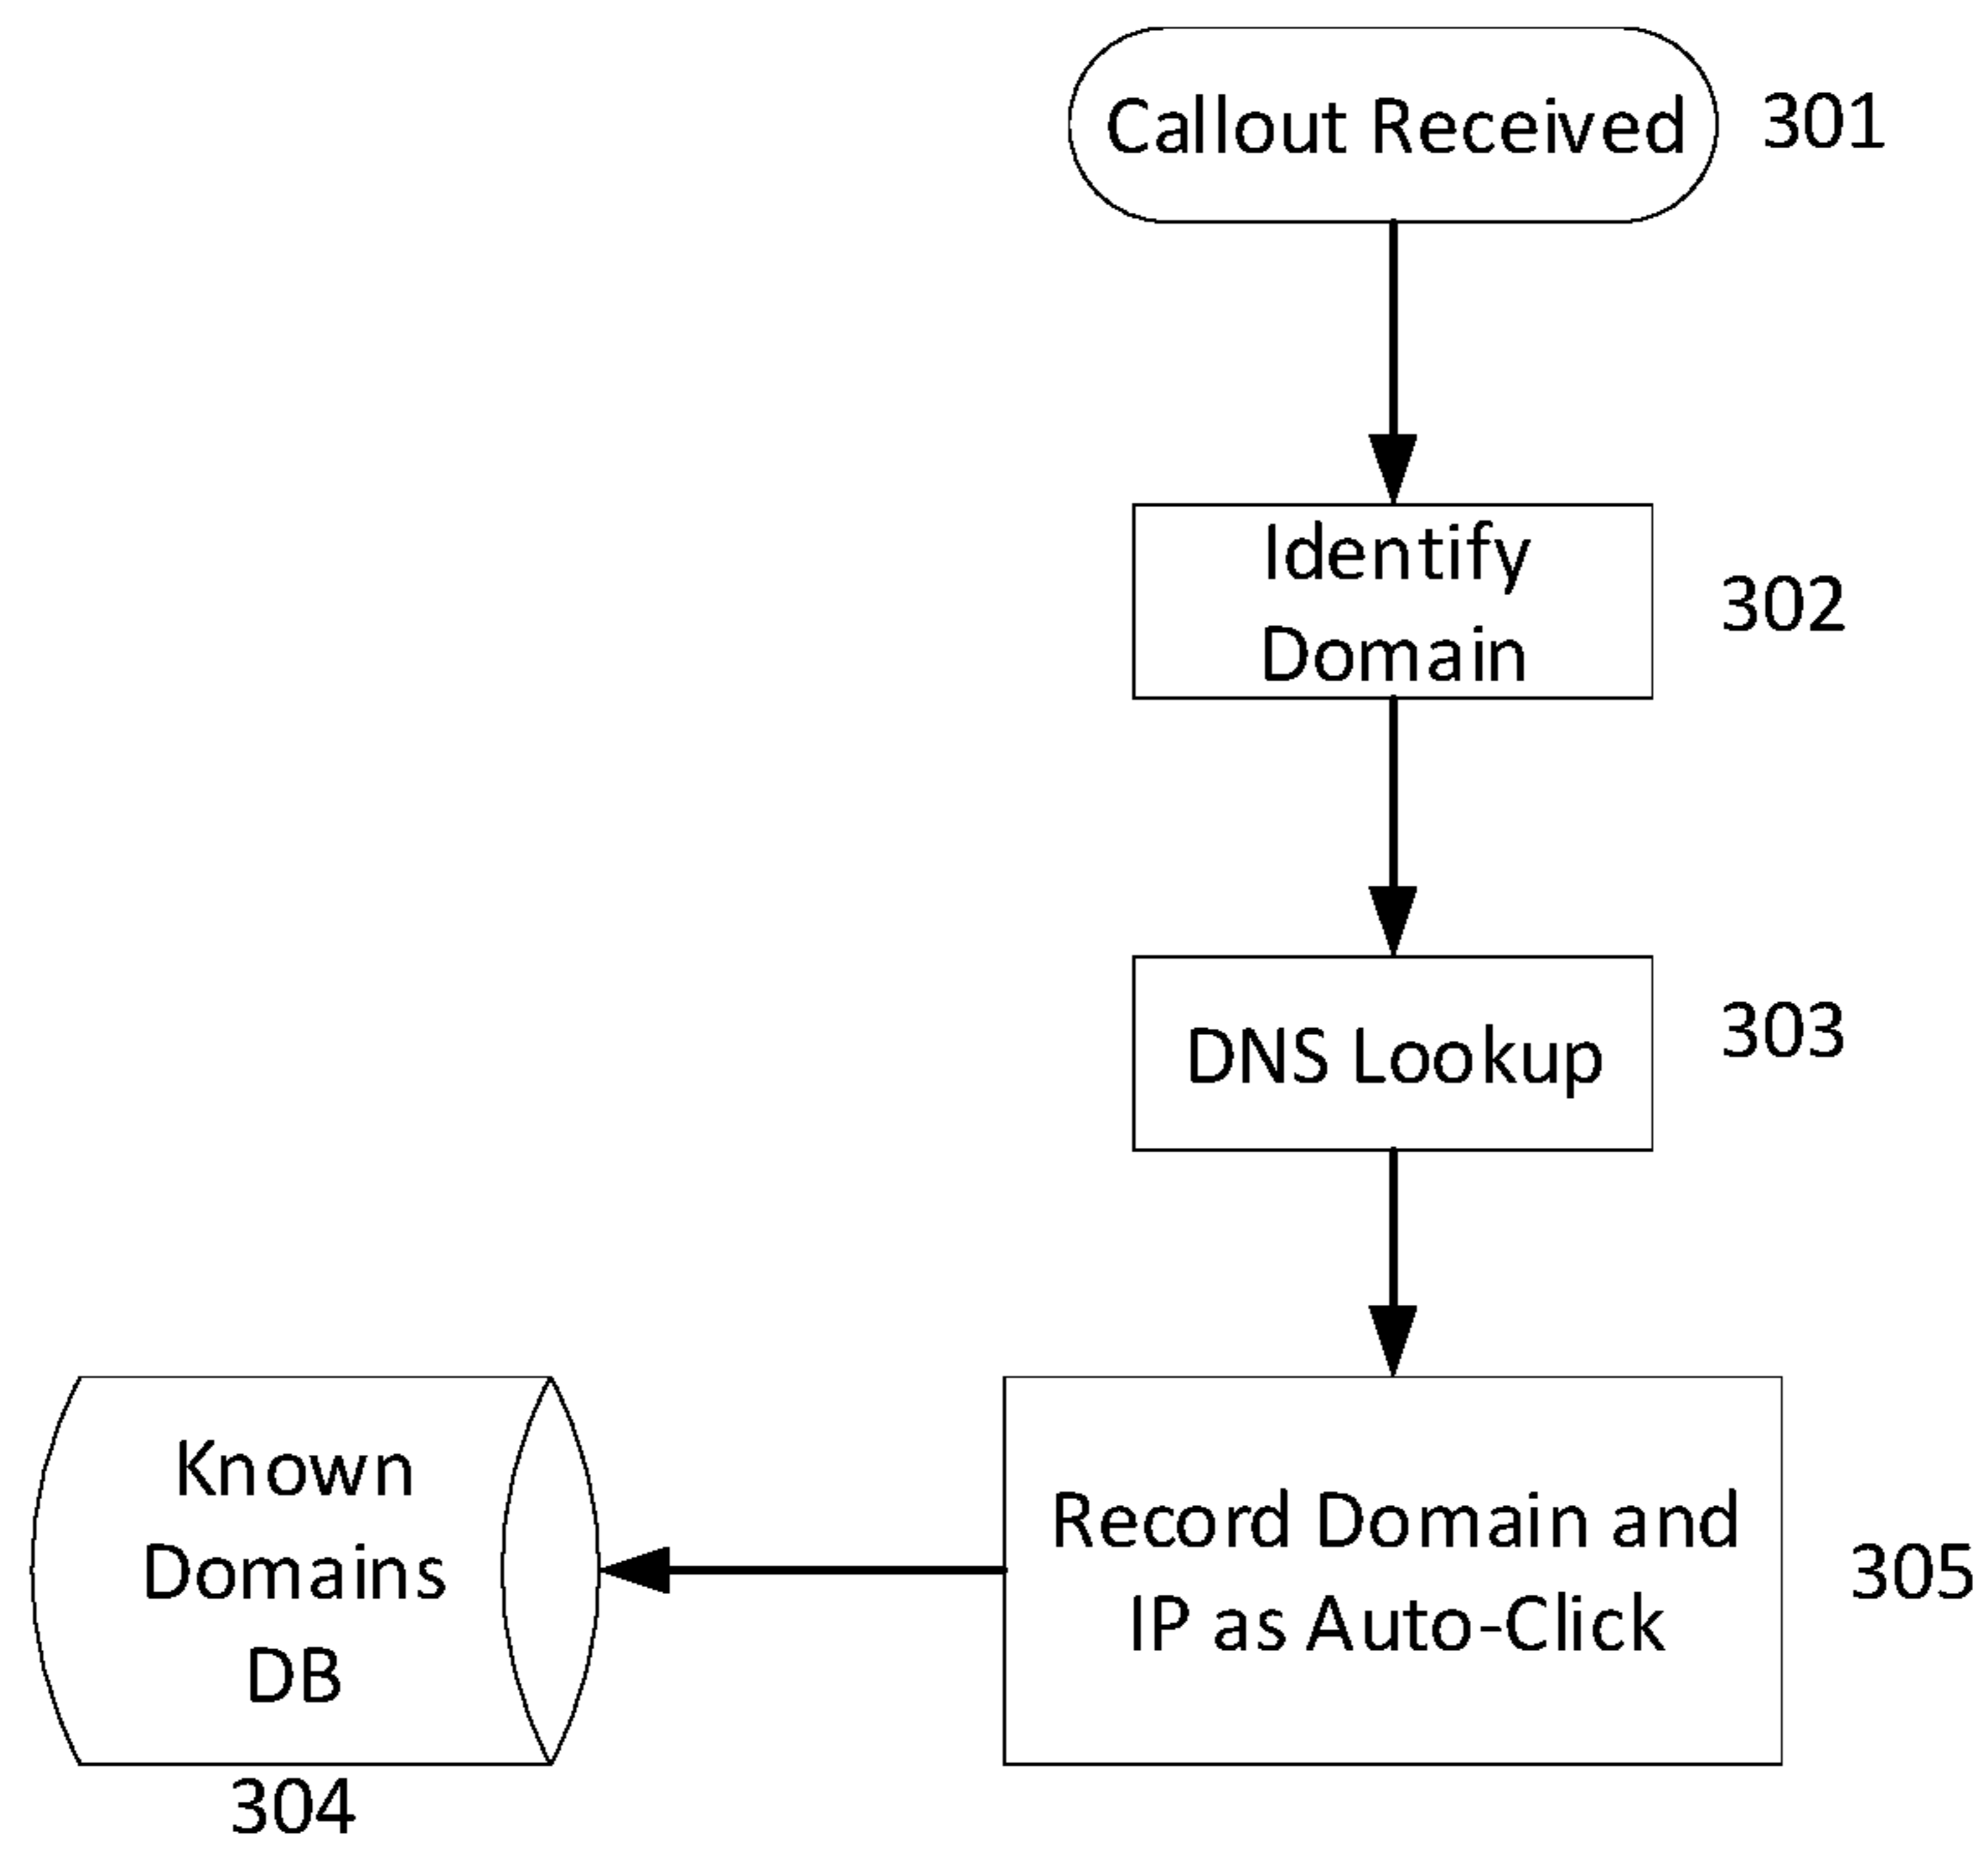 Callout Received
301
Identify
Domain
302
DNS Lookup
303
Record Domain and
IP as Auto-Click
305
Known
Domains
DB
304